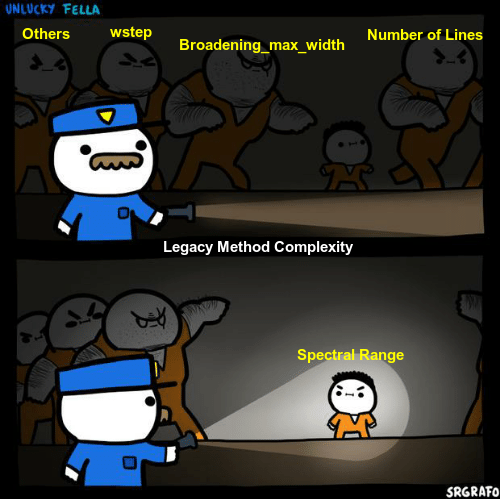 UNLUCKY FELLA
Others
wstep
Broadening_max_width
Number of Lines
Legacy Method Complexity
Spectral Range
SRGRAFO